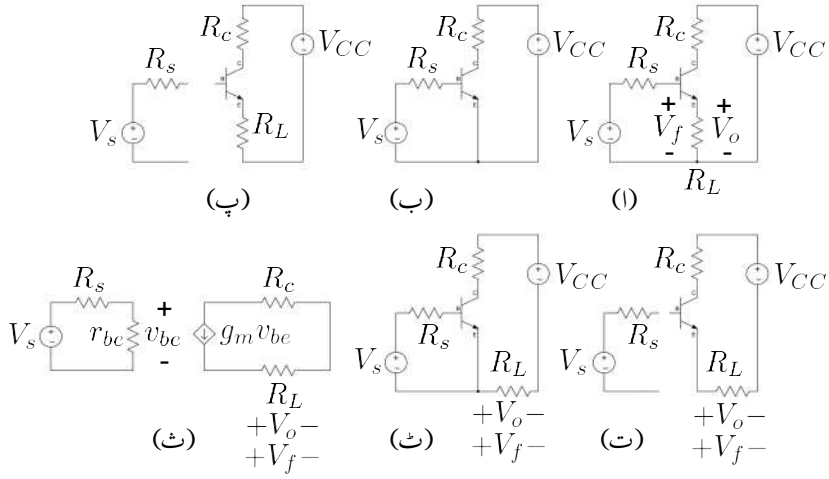 R_c
V_CC
R_s
V_s
R_L
(پ)
R_c
V_CC
R_s
V_s
(ب)
R_c
V_CC
R_s
V_s
+
V_f
-
+
V_o
-
R_L
(ا)
R_s
V_s
r_be
+
v_be
-
g_m v_be
R_c
R_L
+V_o-
+V_f-
(ث)
R_c
V_CC
R_s
V_s
R_L
+V_o-
+V_f-
(ٹ)
R_c
V_CC
R_s
V_s
R_L
+V_o-
+V_f-
(ت)